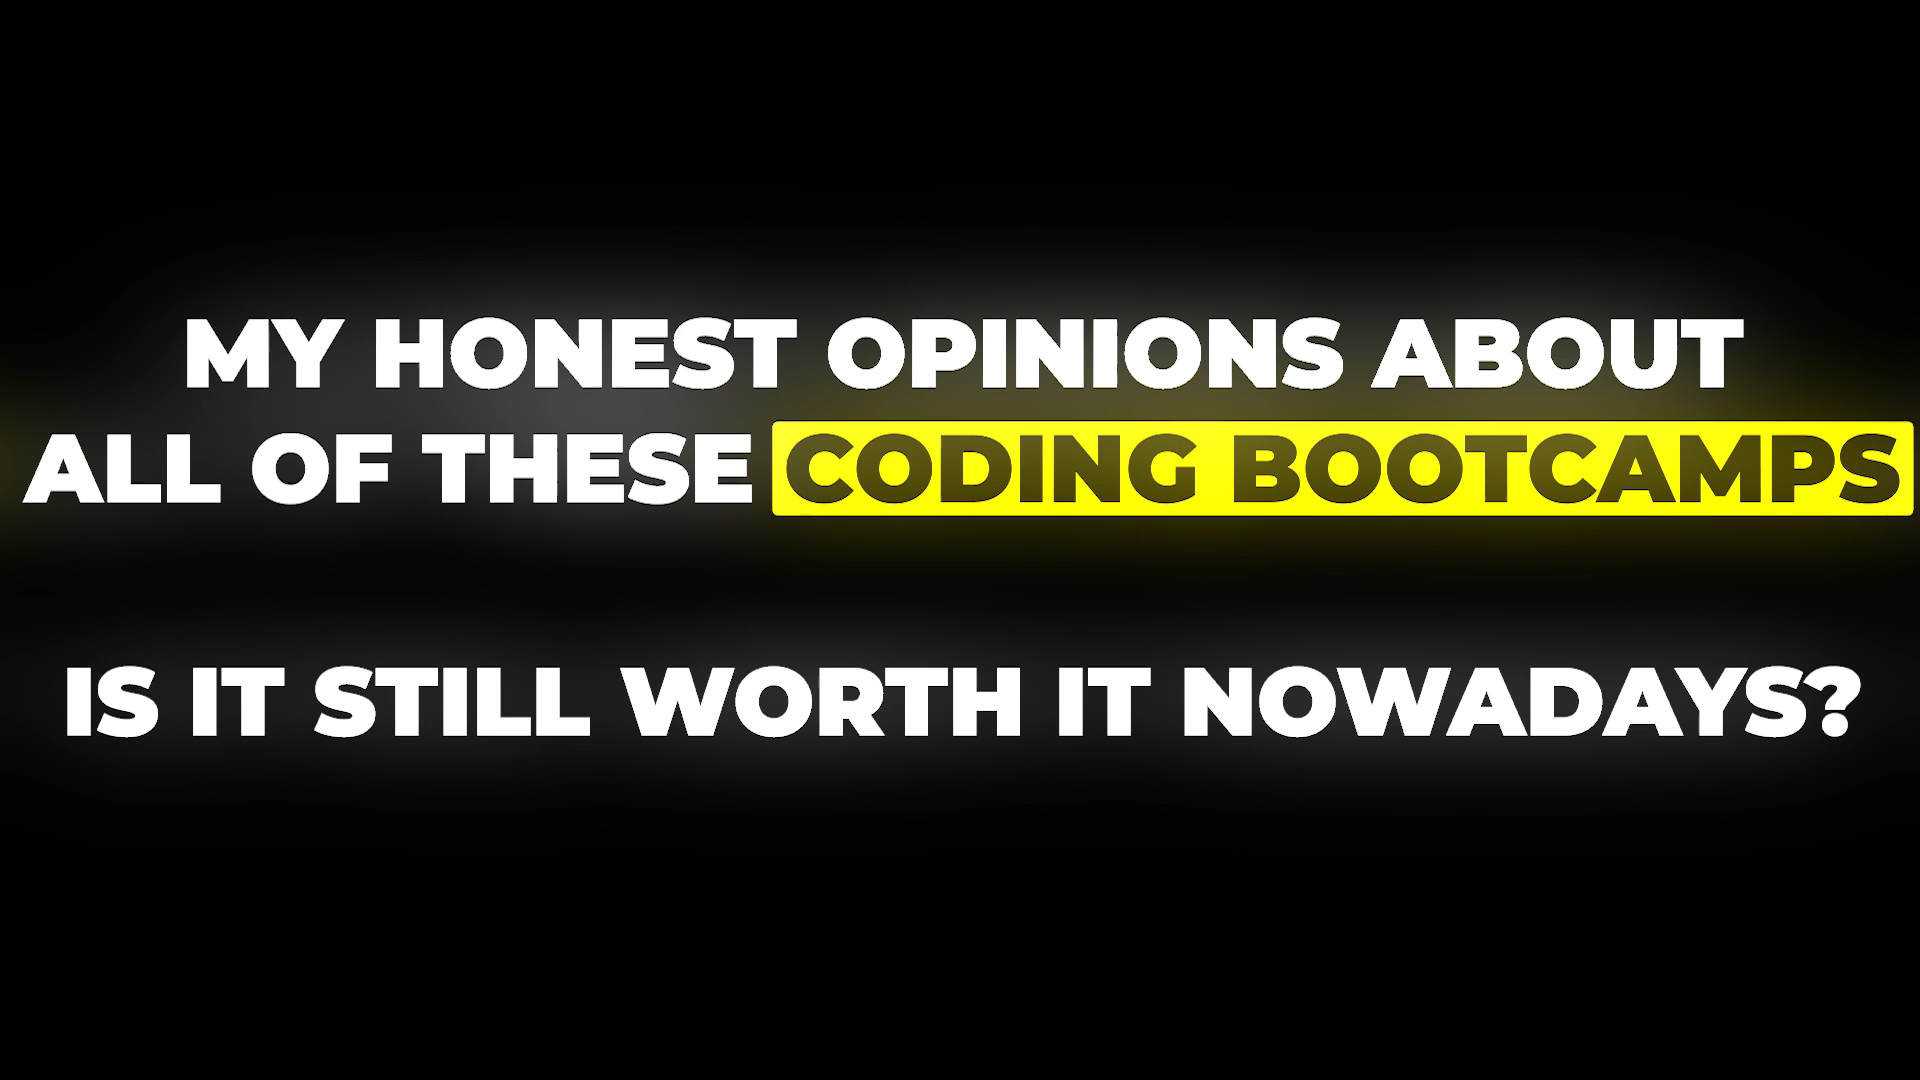 MY HONEST OPINIONS ABOUT
ALL OF THESE CODING BOOTCAMPS
IS IT STILL WORTH IT NOWADAYS?